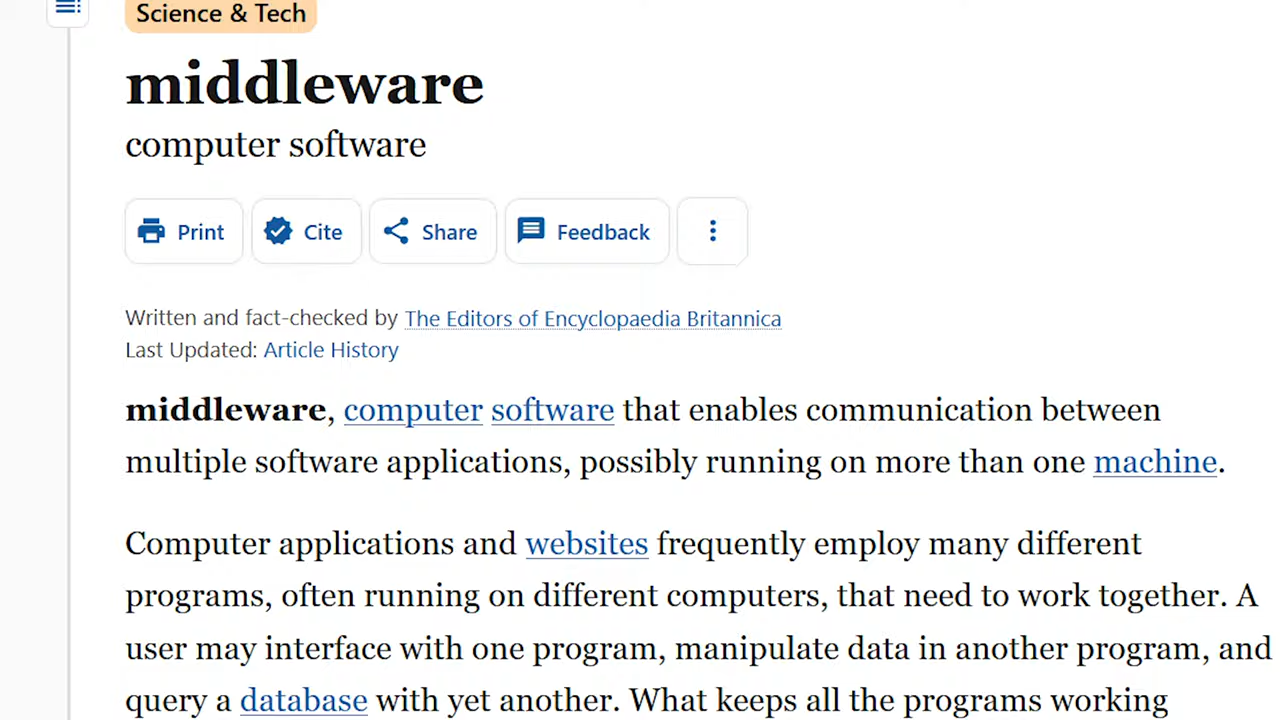 Science & Tech
middleware
computer software
Print Cite Share Feedback
Written and fact-checked by The Editors of Encyclopaedia Britannica
Last Updated: Article History
middleware, computer software that enables communication between
multiple software applications, possibly running on more than one machine.
Computer applications and websites frequently employ many different
programs, often running on different computers, that need to work together. A
user may interface with one program, manipulate data in another program, and
query a database with yet another. What keeps all the programs working